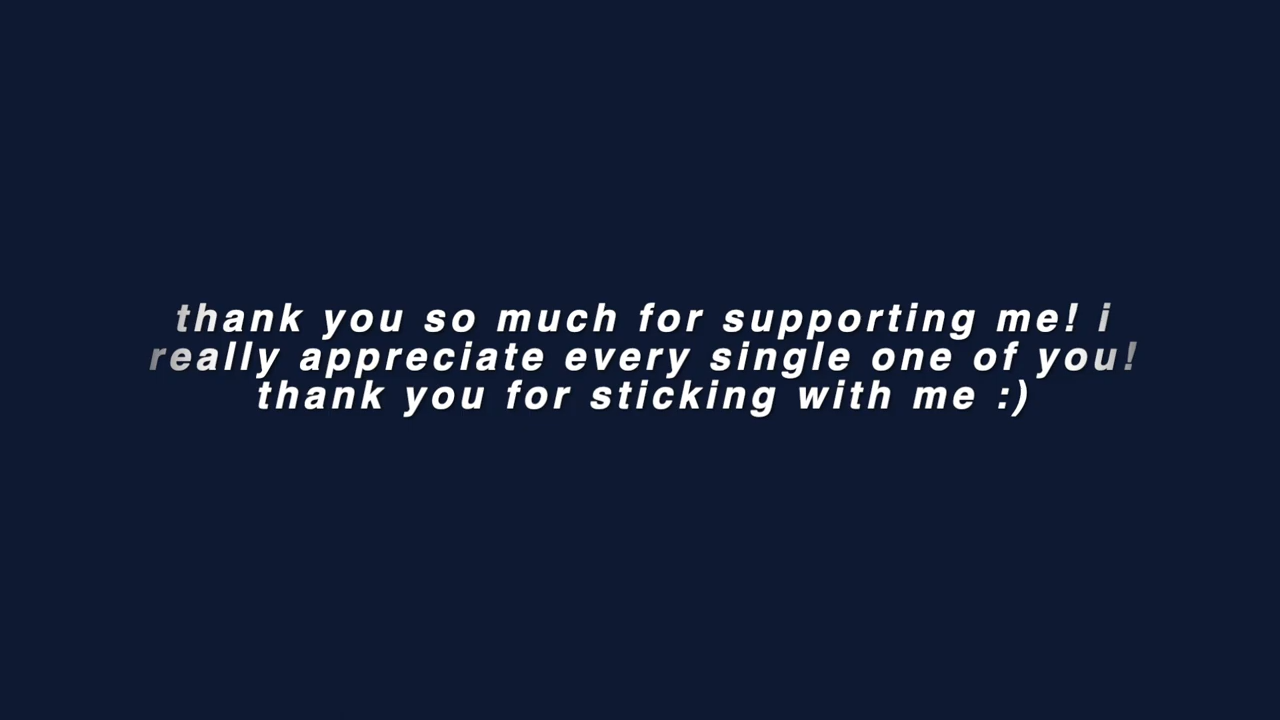 thank you so much for supporting me! i
really appreciate every single one of you!
thank you for sticking with me :)